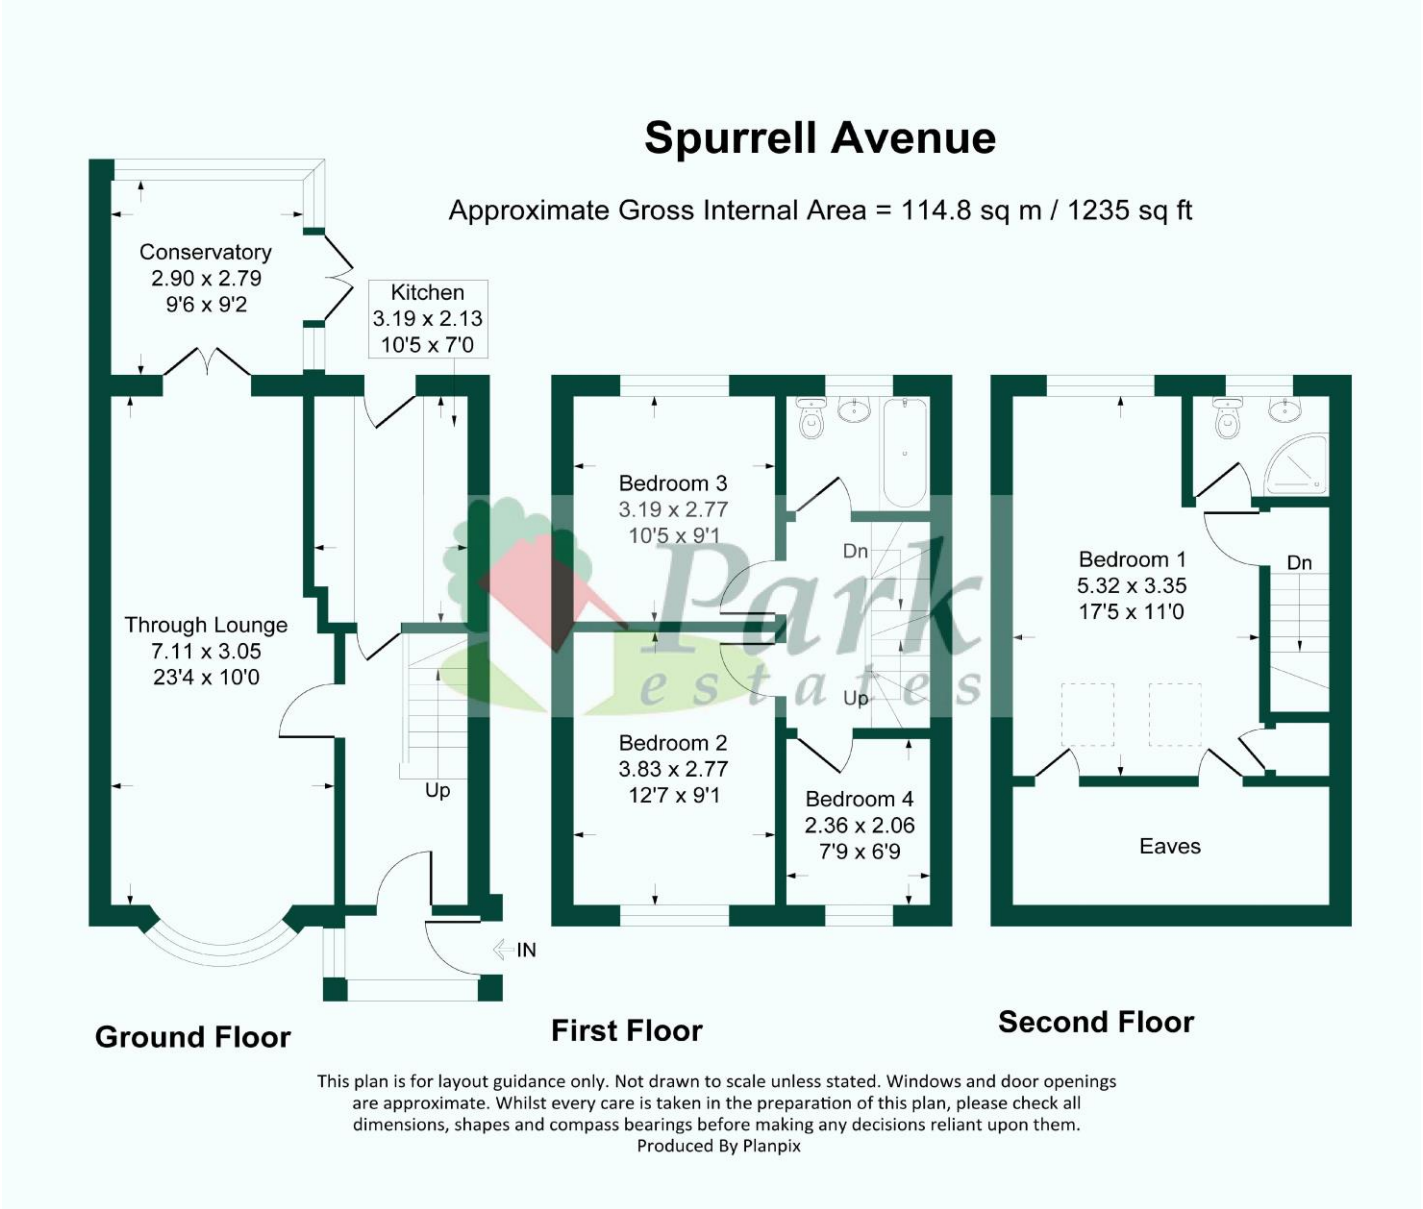 Spurrell Avenue
Approximate Gross Internal Area = 114.8 sq m / 1235 sq ft
Conservatory
2.90 x 2.79
9'6 x 9'2
Kitchen
3.19 x 2.13
10'5 x 7'0
Through Lounge
7.11 x 3.05
23'4 x 10'0
Up
IN
Ground Floor
Bedroom 3
3.19 x 2.77
10'5 x 9'1
Dn
Up
Bedroom 2
3.83 x 2.77
12'7 x 9'1
Bedroom 4
2.36 x 2.06
7'9 x 6'9
First Floor
Bedroom 1
5.32 x 3.35
17'5 x 11'0
Dn
Eaves
Second Floor
Park
estates
This plan is for layout guidance only. Not drawn to scale unless stated. Windows and door openings
are approximate. Whilst every care is taken in the preparation of this plan, please check all
dimensions, shapes and compass bearings before making any decisions reliant upon them.
Produced By Planpix